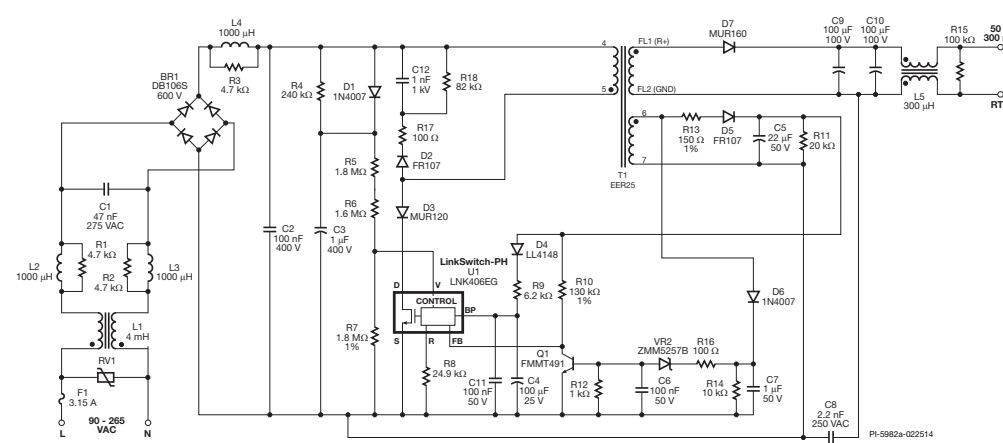 L4
1000 µH
R3
4.7 kΩ
BR1
DB106S
600 V
R4
240 kΩ
D1
1N4007
C12
1 nF
1 kV
R18
82 kΩ
R17
100 Ω
D2
FR107
R5
1.8 MΩ
R6
1.6 MΩ
D3
MUR120
4
5
FL1 (R+)
FL2 (GND)
6
7
T1
EER25
D7
MUR160
C9
100 µF
100 V
C10
100 µF
100 V
L5
300 µH
R15
100 kΩ
50
300
RT
R13
150 Ω
1%
D5
FR107
C5
22 µF
50 V
R11
20 kΩ
C1
47 nF
275 VAC
R1
4.7 kΩ
R2
4.7 kΩ
L2
1000 µH
L3
1000 µH
L1
4 mH
RV1
F1
3.15 A
90 - 265
VAC
L
N
C2
100 nF
400 V
C3
1 µF
400 V
R7
1.8 MΩ
1%
LinkSwitch-PH
U1
LNK406EG
D
V
CONTROL
BP
S
R
FB
R8
24.9 kΩ
D4
LL4148
R9
6.2 kΩ
R10
130 kΩ
1%
C11
100 nF
50 V
C4
100 µF
25 V
Q1
FMMT491
R12
1 kΩ
VR2
ZMM5257B
R16
100 Ω
C6
100 nF
50 V
R14
10 kΩ
D6
1N4007
C7
1 µF
50 V
C8
2.2 nF
250 VAC
PI-5982a-022514